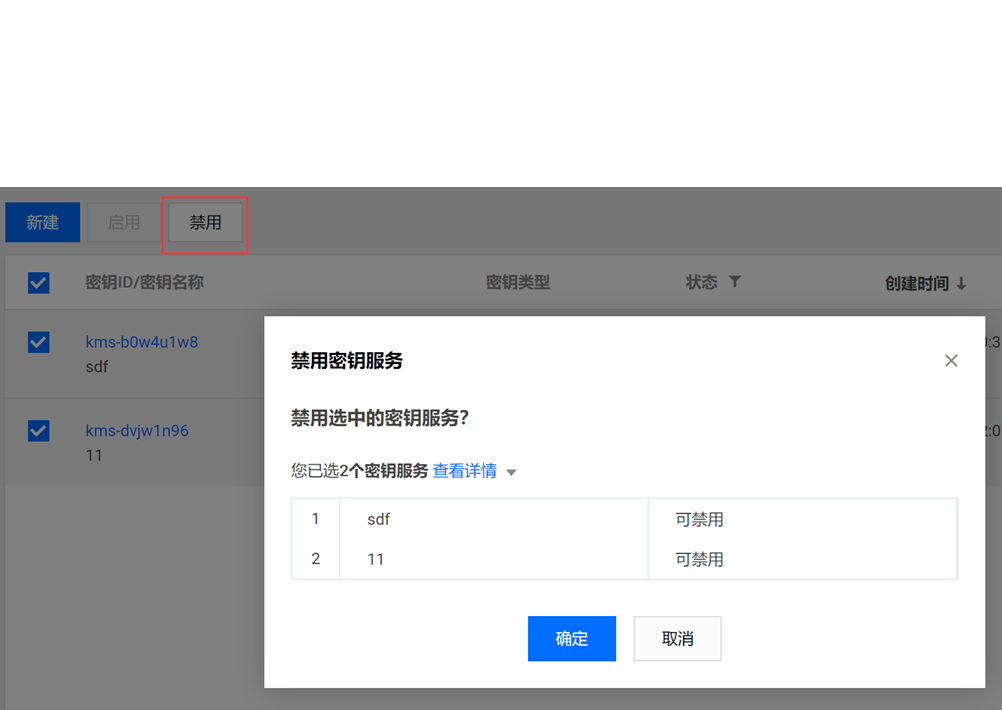 新建 启用 禁用
密钥ID/密钥名称 密钥类型 状态 创建时间
kms-b0w4u1w8
sdf
kms-dvjw1n96
11
禁用密钥服务
禁用选中的密钥服务?
您已选2个密钥服务 查看详情
1 sdf 可禁用
2 11 可禁用
确定 取消